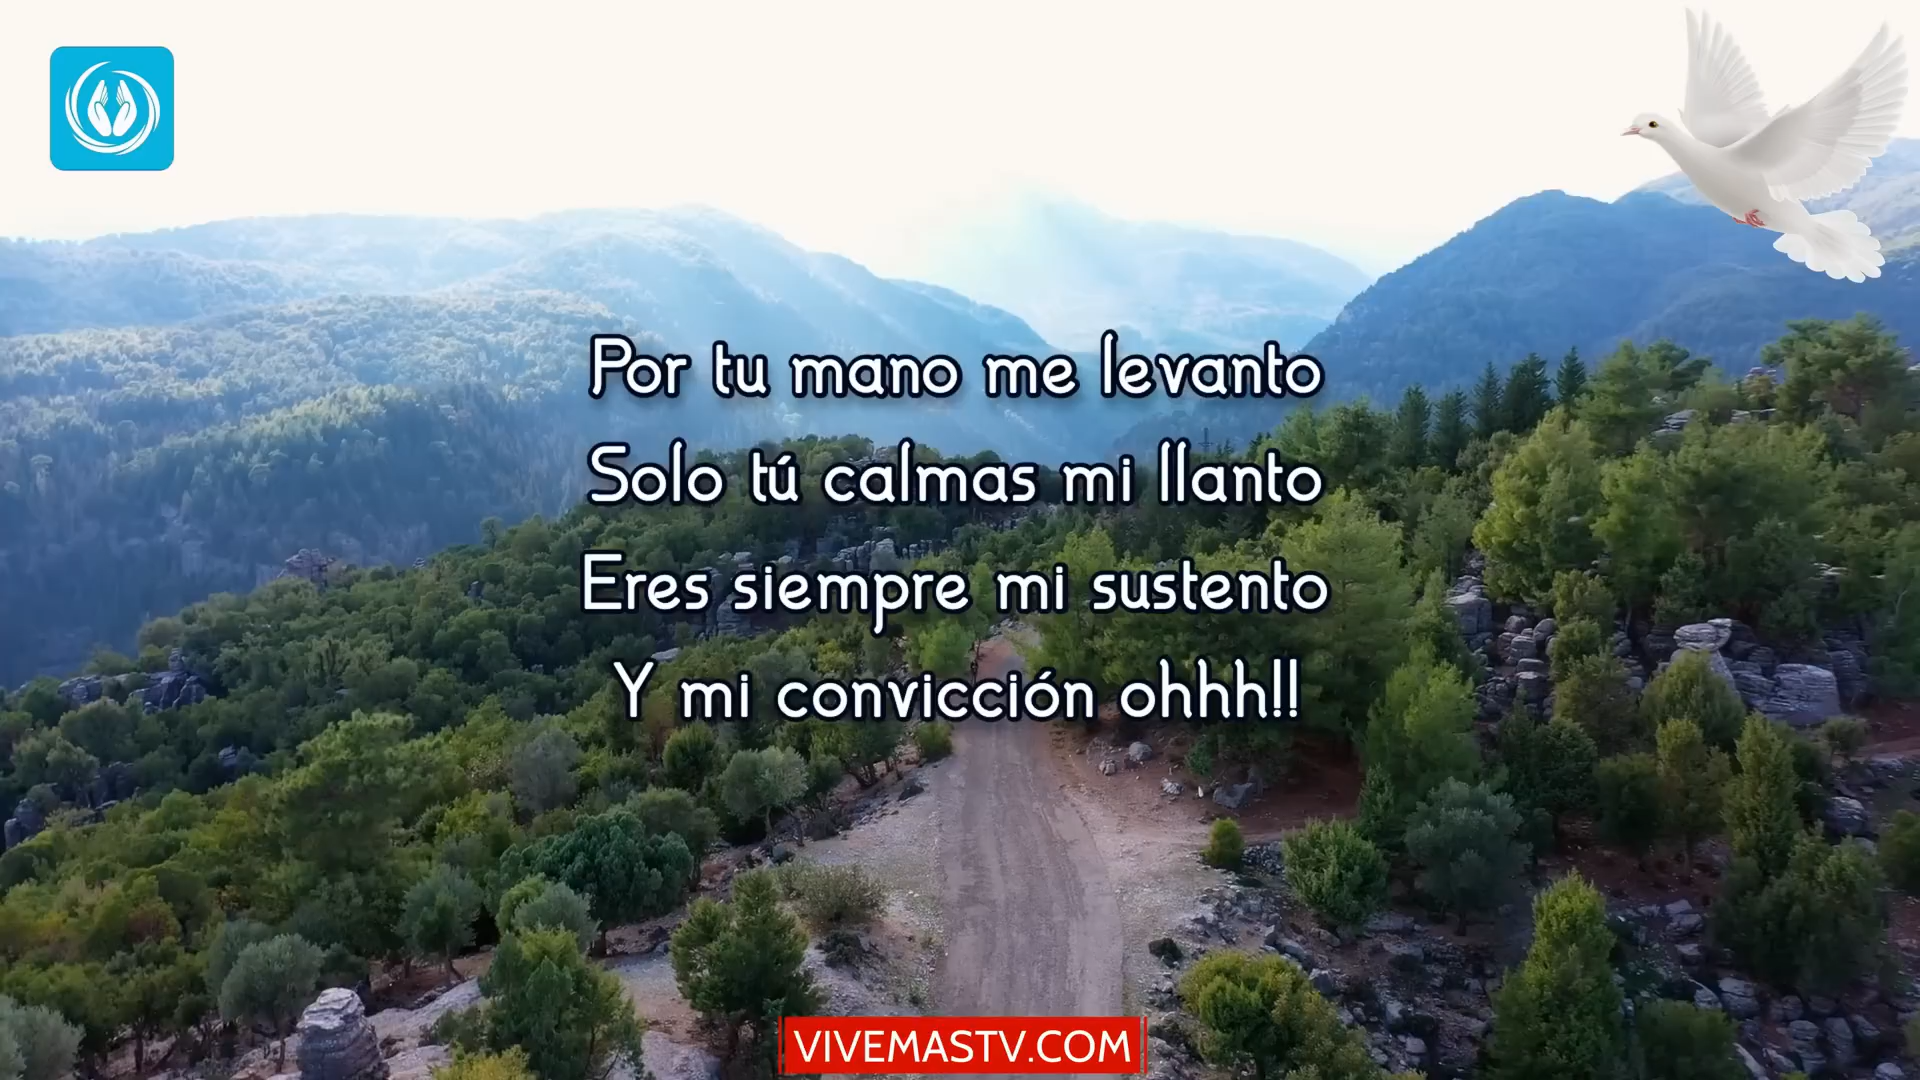 Por tu mano me levanto
Solo tú calmas mi llanto
Eres siempre mi sustento
Y mi convicción ohhh!!
VIVEMASTV.COM